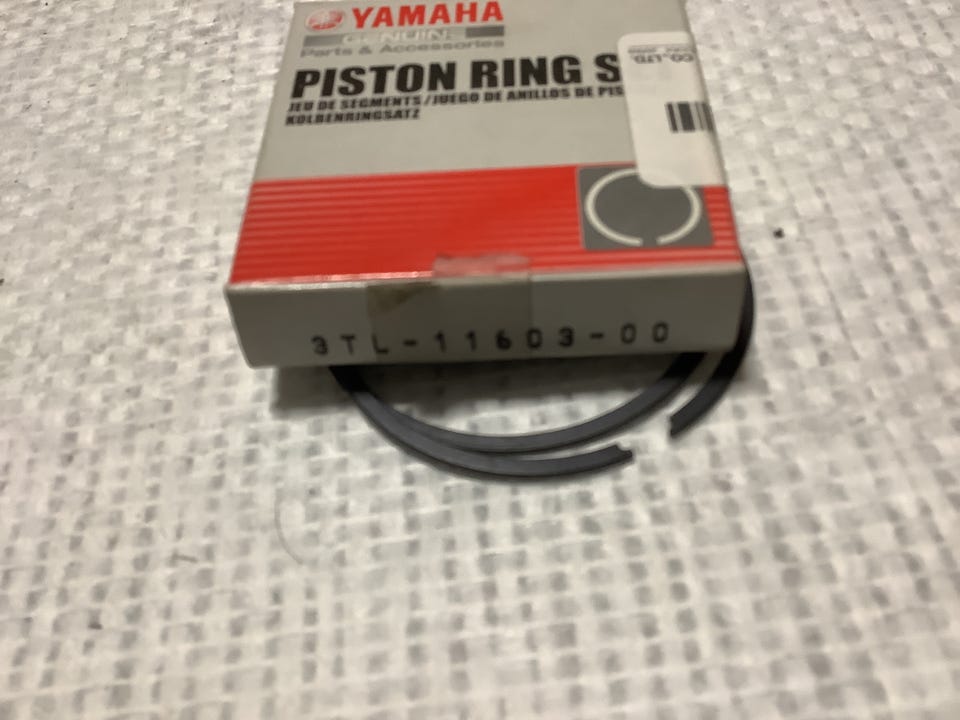 YAMAHA
GENUINE
Parts & Accessories
PISTON RING S
JEU DE SEGMENTS/JUEGO DE ANILLOS DE PIS
KOLBENRINGSATZ
CO., LTD.
3TL-11603-00